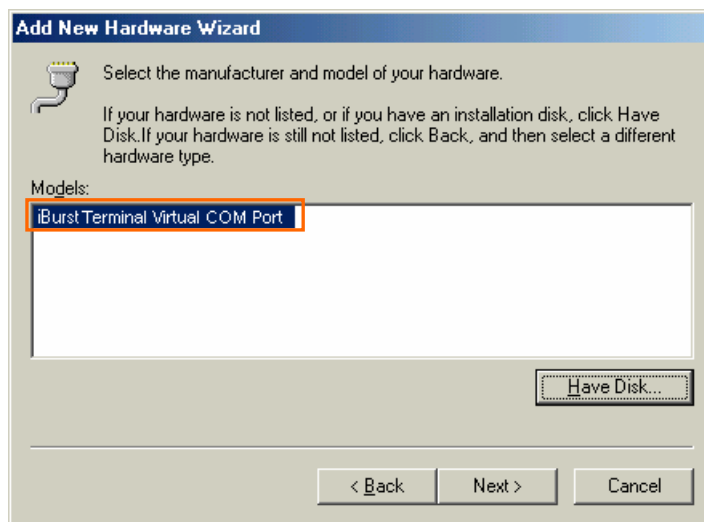 Add New Hardware Wizard
Select the manufacturer and model of your hardware.
If your hardware is not listed, or if you have an installation disk, click Have
Disk.If your hardware is still not listed, click Back, and then select a different
hardware type.
Models:
iBurst Terminal Virtual COM Port
Have Disk...
< Back
Next >
Cancel